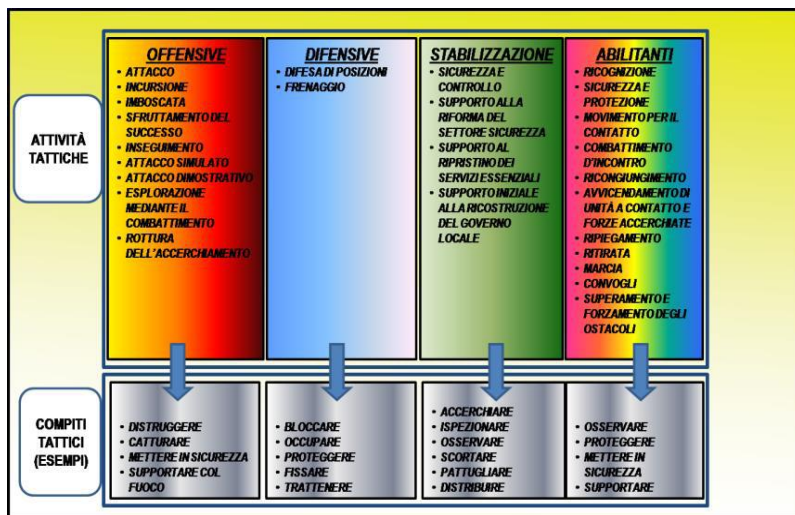 ATTIVITÀ
TATTICHE
OFFENSIVE
• ATTACCO
• INCURSIONE
• IMBOSCATA
• SFRUTTAMENTO DEL
SUCCESSO
• INSEGUIMENTO
• ATTACCO SIMULATO
• ATTACCO DIMOSTRATIVO
• ESPLORAZIONE
MEDIANTE IL
COMBATTIMENTO
• ROTTURA
DELL'ACCERCHIAMENTO
DIFENSIVE
• DIFESA DI POSIZIONI
• FRENAGGIO
STABILIZZAZIONE
• SICUREZZA E
CONTROLLO
• SUPPORTO ALLA
RIFORMA DEL
SETTORE SICUREZZA
• SUPPORTO AL
RIPRISTINO DEI
SERVIZI ESSENZIALI
• SUPPORTO INIZIALE
ALLA RICOSTRUZIONE
DEL GOVERNO
LOCALE
ABILITANTI
• RICOGNIZIONE
• SICUREZZA E
PROTEZIONE
• MOVIMENTO PER IL
CONTATTO
• COMBATTIMENTO
D'INCONTRO
• RICONGIUNGIMENTO
• AVVICENDAMENTO DI
UNITÀ A CONTATTO E
FORZE ACCERCHIATE
• RIPIEGAMENTO
• RITIRATA
• MARCIA
• CONVOGLI
• SUPERAMENTO E
FORZAMENTO DEGLI
OSTACOLI
COMPITI
TATTICI
(ESEMPI)
• DISTRUGGERE
• CATTURARE
• METTERE IN SICUREZZA
• SUPPORTARE COL
FUOCO
• BLOCCARE
• OCCUPARE
• PROTEGGERE
• FISSARE
• TRATTENERE
• ACCERCHIARE
• ISPEZIONARE
• OSSERVARE
• SCORTARE
• PATTUGLIARE
• DISTRIBUIRE
• OSSERVARE
• PROTEGGERE
• METTERE IN
SICUREZZA
• SUPPORTARE